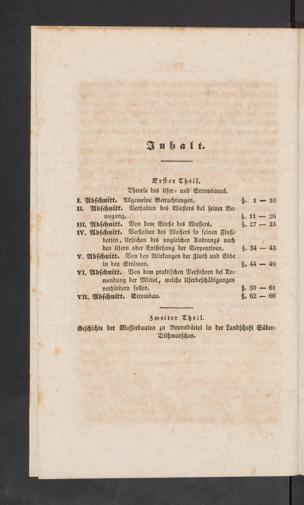 Inhalt.
Erster Theil.
Theorie des Ufer- und Strombaues.
I. Abschnitt. Allgemeine Betrachtungen. §. 1 — 10
II. Abschnitt. Verhalten des Wassers bei seiner Be-
wegung. §. 11 — 26
III. Abschnitt. Von dem Stoße des Wassers. §. 27 — 33
IV. Abschnitt. Verhalten des Wassers in seinen Fluß-
betten, Ursachen des ungleichen Andrangs nach
den Ufern oder Entstehung der Serpentinen. §. 34 — 43
V. Abschnitt. Von den Wirkungen der Fluth und Ebbe
in den Strömen. §. 44 — 49
VI. Abschnitt. Von dem praktischen Verfahren bei An-
wendung der Mittel, welche Uferbeschädigungen
verhindern sollen. §. 50 — 61
VII. Abschnitt. Strombau. §. 62 — 66
Zweiter Theil.
Geschichte der Wasserbauten zu Brunsbüttel in der Landschaft Süder-
Dithmarschen.